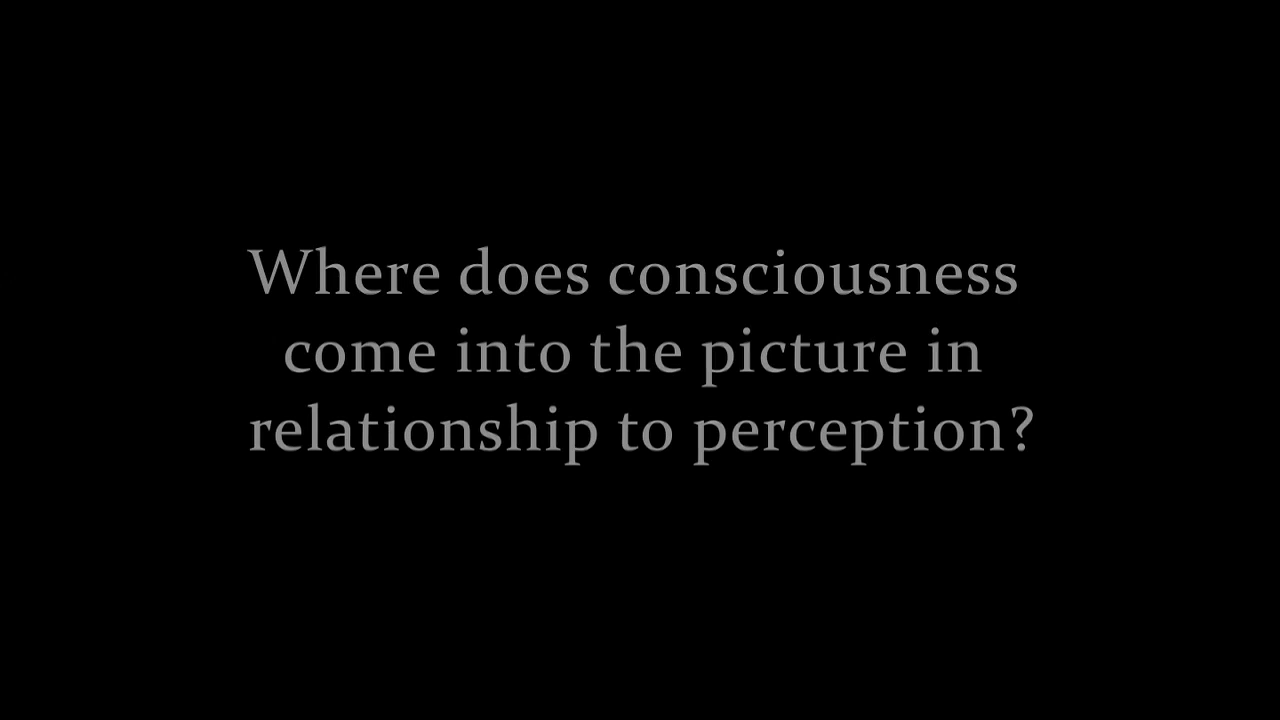 Where does consciousness
come into the picture in
relationship to perception?